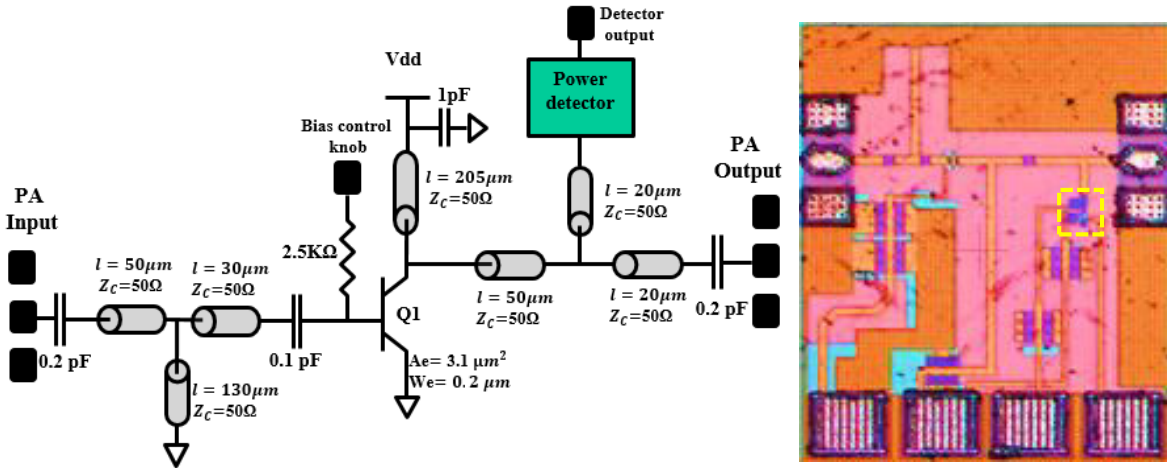 Detector
output
Vdd
Power
detector
1pF
Bias control
knob
PA
Output
l = 205μm
Z_C=50Ω
l = 20μm
Z_C=50Ω
PA
Input
2.5KΩ
l = 50μm
Z_C=50Ω
l = 30μm
Z_C=50Ω
Q1
l = 50μm
Z_C=50Ω
l = 20μm
Z_C=50Ω
0.2 pF
0.2 pF
0.1 pF
Ae= 3.1 μm²
We= 0.2 μm
l = 130μm
Z_C=50Ω